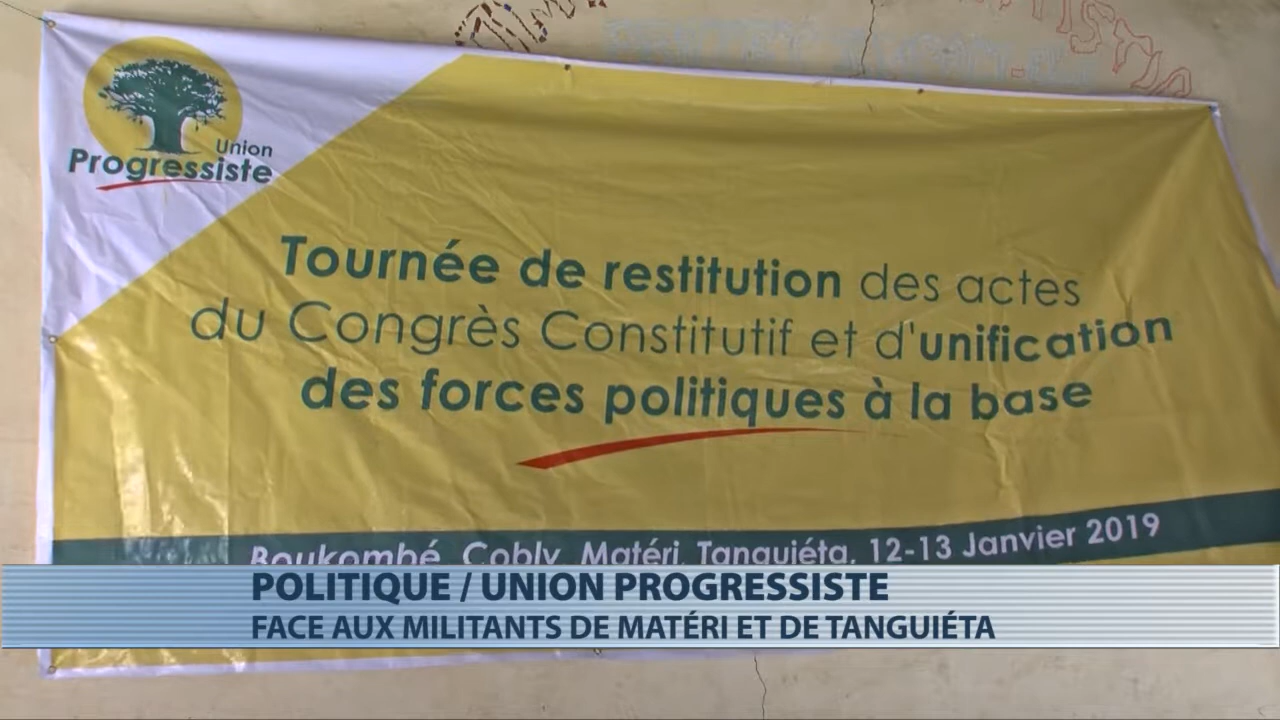 Union
Progressiste
Tournée de restitution des actes
du Congrès Constitutif et d'unification
des forces politiques à la base
Boukombé, Cobly, Matéri, Tanguiéta, 12-13 Janvier 2019
POLITIQUE / UNION PROGRESSISTE
FACE AUX MILITANTS DE MATÉRI ET DE TANGUIÉTA